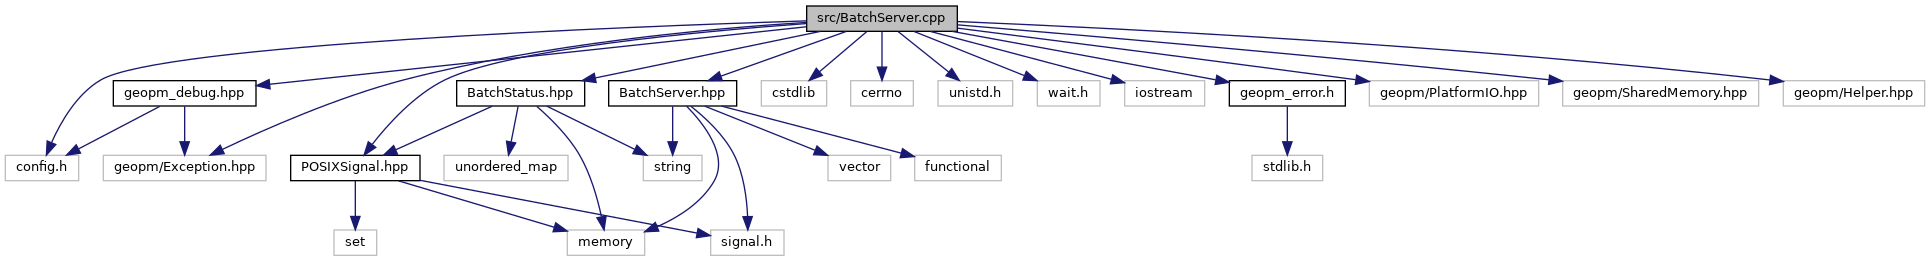 src/BatchServer.cpp
geopm_debug.hpp
BatchStatus.hpp
BatchServer.hpp
cstdlib
cerrno
unistd.h
wait.h
iostream
geopm_error.h
geopm/PlatformIO.hpp
geopm/SharedMemory.hpp
geopm/Helper.hpp
config.h
geopm/Exception.hpp
POSIXSignal.hpp
unordered_map
string
vector
functional
stdlib.h
set
memory
signal.h